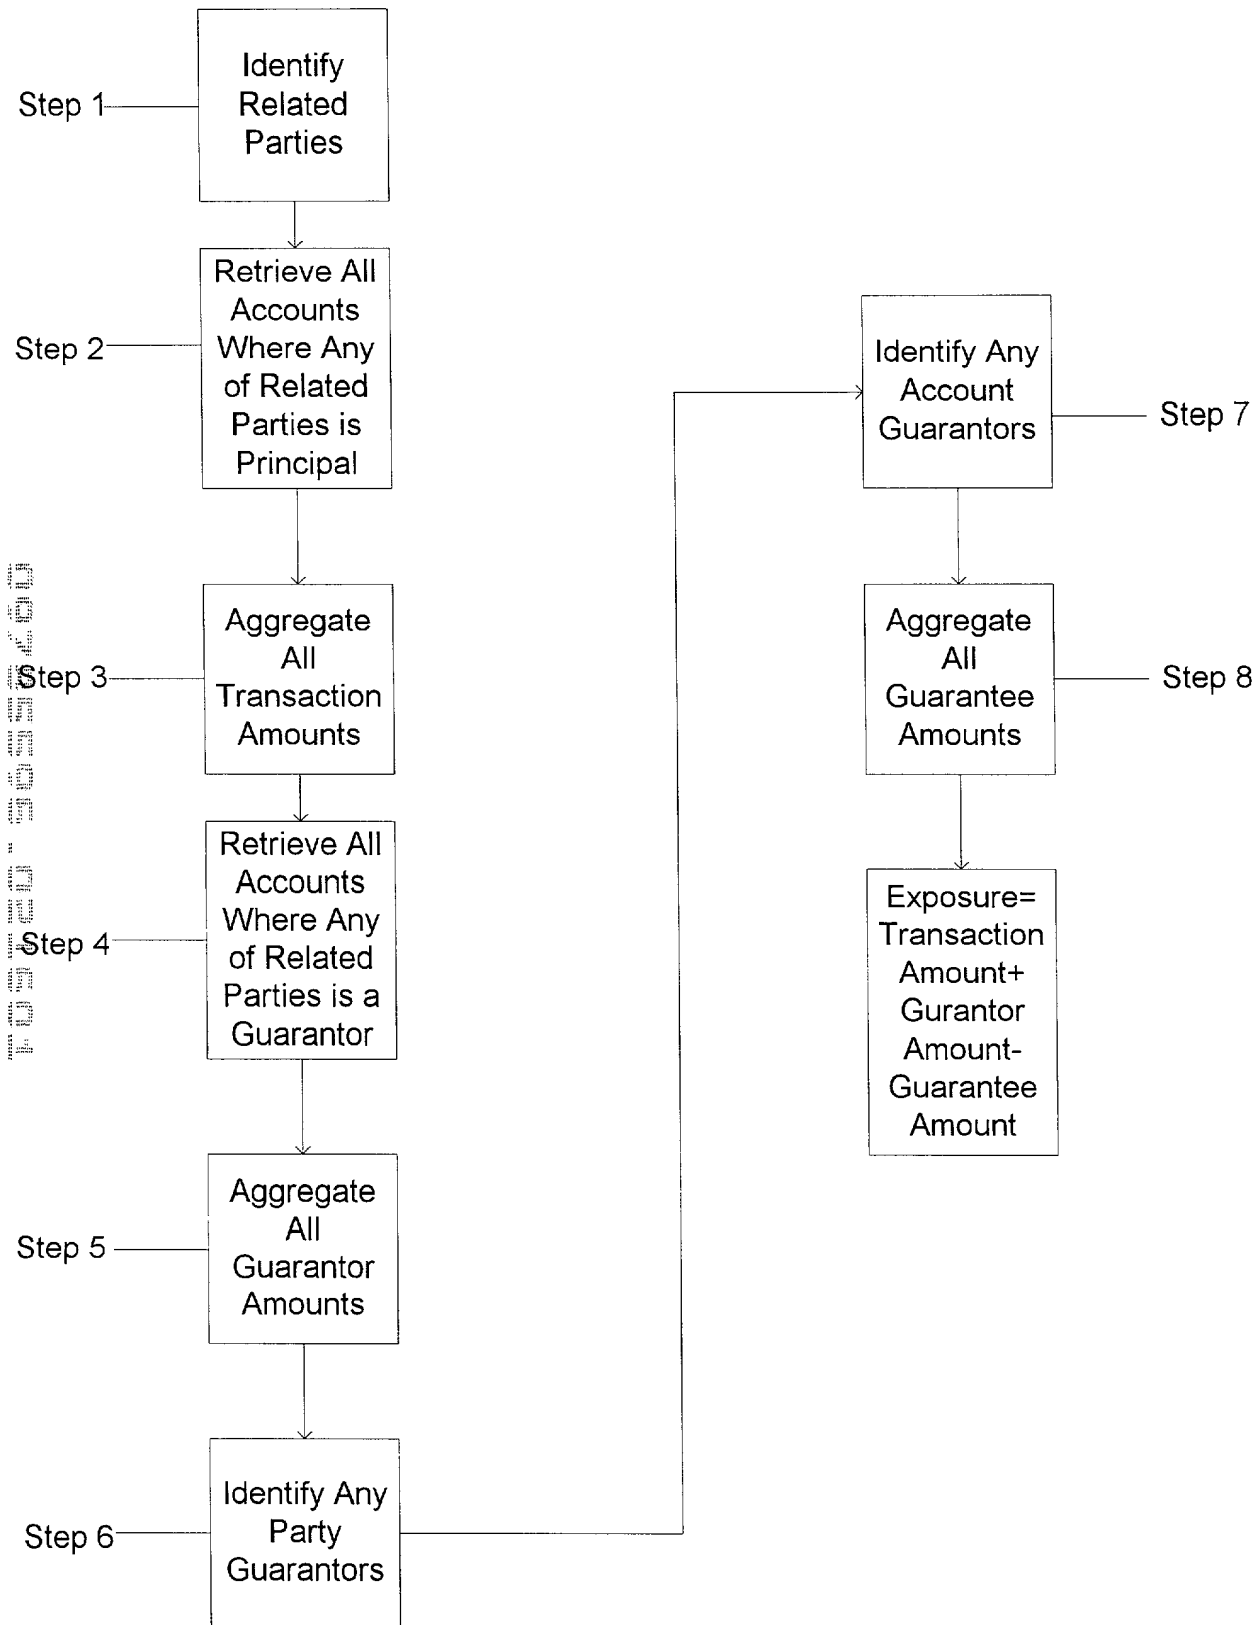 Step 1
Identify
Related
Parties
Step 2
Retrieve All
Accounts
Where Any
of Related
Parties is
Principal
Step 3
Aggregate
All
Transaction
Amounts
Step 4
Retrieve All
Accounts
Where Any
of Related
Parties is a
Guarantor
Step 5
Aggregate
All
Guarantor
Amounts
Step 6
Identify Any
Party
Guarantors
Identify Any
Account
Guarantors
Step 7
Aggregate
All
Guarantee
Amounts
Step 8
Exposure=
Transaction
Amount+
Gurantor
Amount-
Guarantee
Amount